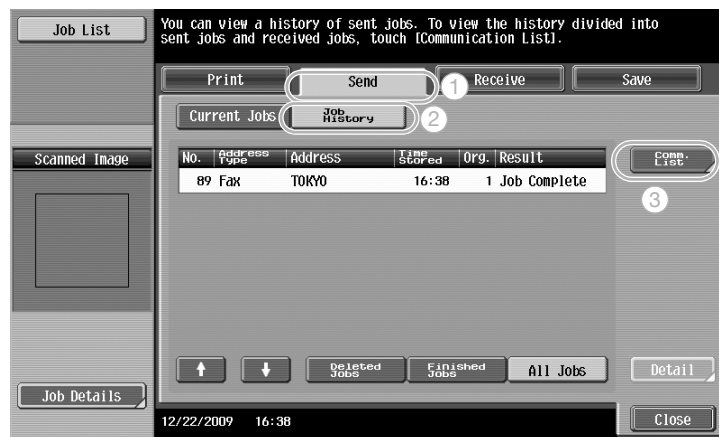 Job List
You can view a history of sent jobs. To view the history divided into
sent jobs and received jobs, touch [Communication List].
Print Send Receive Save
1
Current Jobs Job History 2
Scanned Image
No. Address Type Address Time Stored Org. Result
Comm. List
89 Fax TOKYO 16:38 1 Job Complete
3
Deleted Jobs Finished Jobs All Jobs Detail
Job Details
12/22/2009 16:38 Close